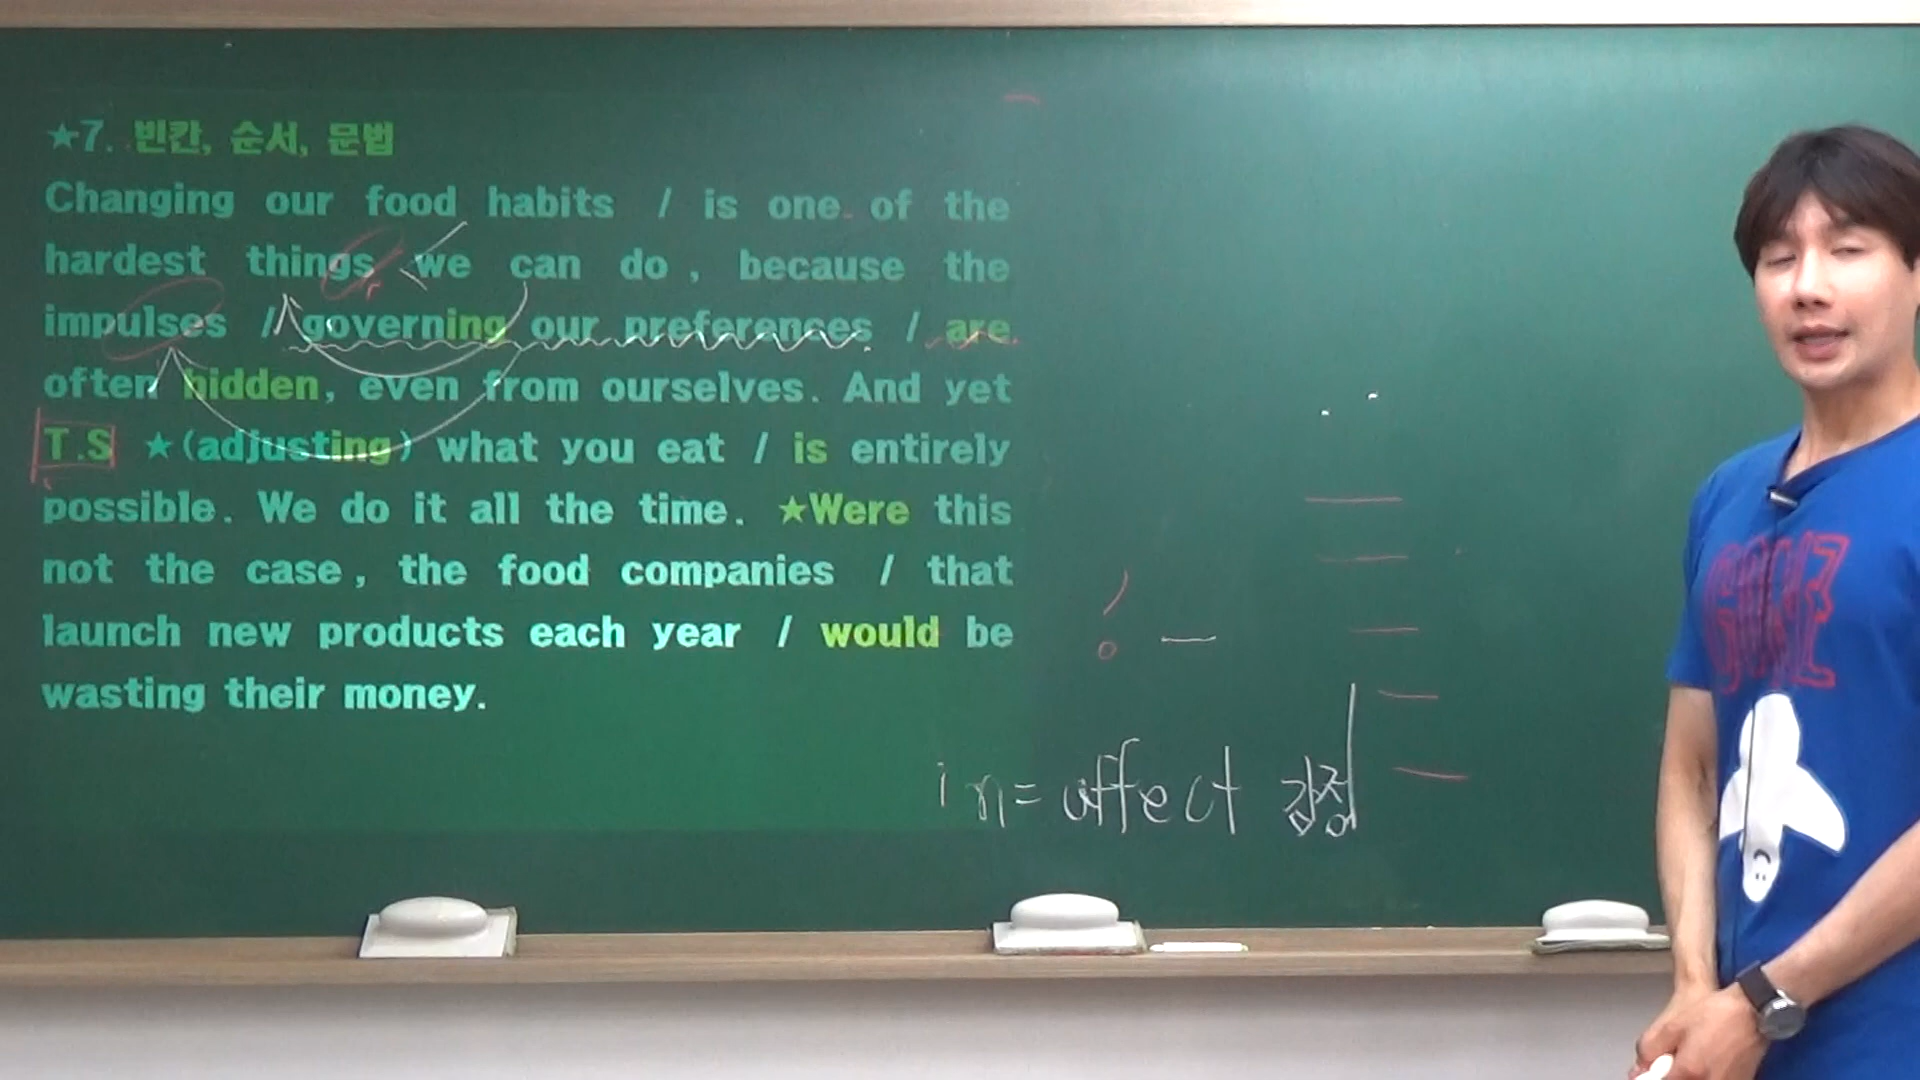 ★7. 빈칸, 순서, 문법
Changing our food habits / is one of the
hardest things we can do, because the
impulses / governing our preferences / are
often hidden, even from ourselves. And yet
T.S ★(adjusting) what you eat / is entirely
possible. We do it all the time. ★Were this
not the case, the food companies / that
launch new products each year / would be
wasting their money.
in = affect 감정